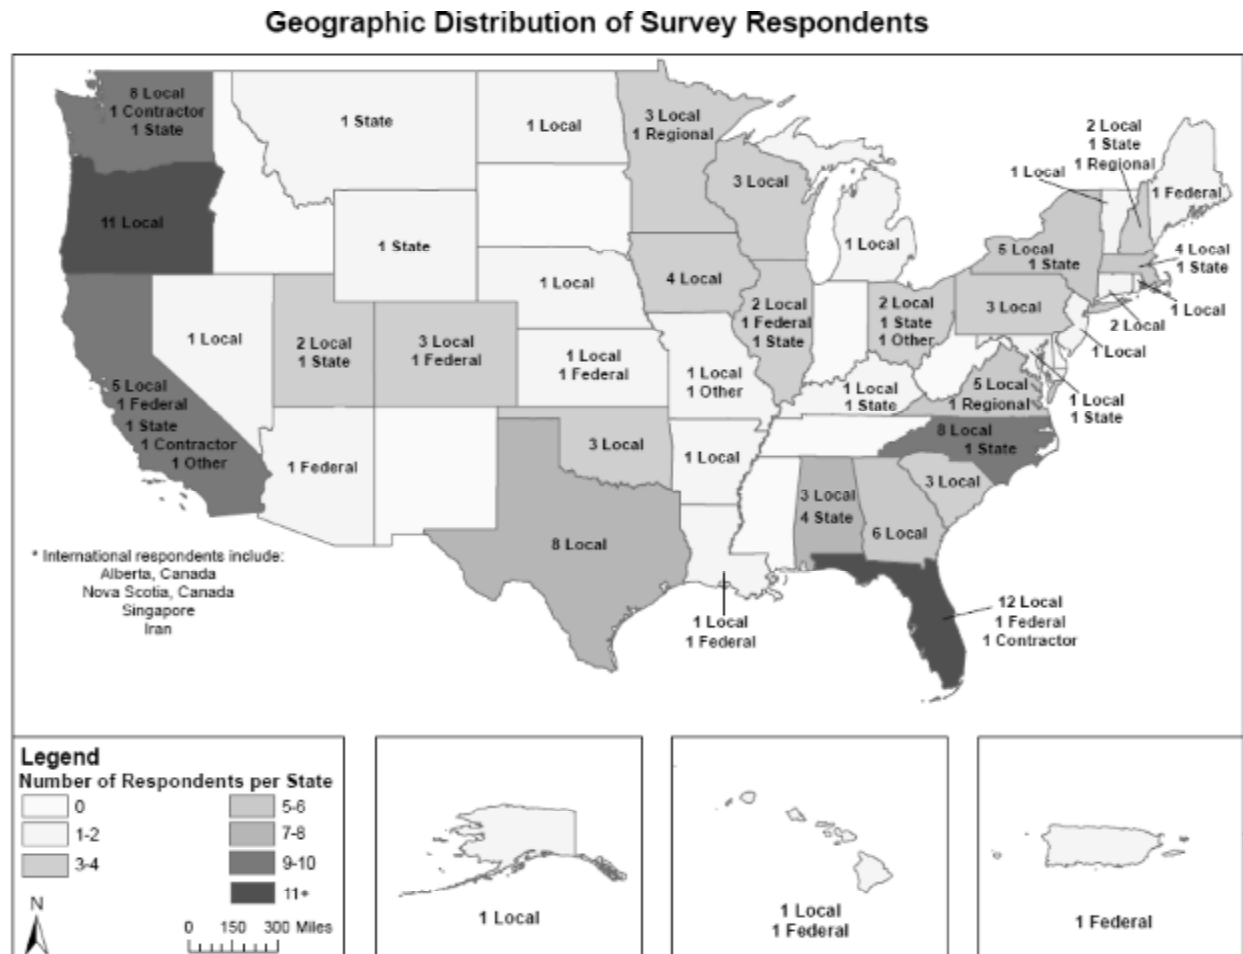 Geographic Distribution of Survey Respondents
8 Local
1 Contractor
1 State
11 Local
1 State
1 Local
3 Local
1 Regional
3 Local
1 State
1 Local
2 Local
1 State
1 Regional
1 Local
1 Federal
5 Local
1 State
4 Local
1 State
1 Local
2 Local
1 Local
4 Local
1 Local
3 Local
2 Local
1 State
1 Other
2 Local
1 Federal
1 State
1 Local
2 Local
1 State
3 Local
1 Federal
1 Local
1 Federal
1 Local
1 Other
1 Local
1 State
5 Local
1 Regional
1 Local
1 State
5 Local
1 Federal
1 State
1 Contractor
1 Other
1 Federal
3 Local
1 Local
8 Local
1 State
3 Local
3 Local
4 State
6 Local
8 Local
1 Local
1 Federal
12 Local
1 Federal
1 Contractor
* International respondents include:
Alberta, Canada
Nova Scotia, Canada
Singapore
Iran
Legend
Number of Respondents per State
0
1-2
3-4
5-6
7-8
9-10
11+
N
0 150 300 Miles
1 Local
1 Local
1 Federal
1 Federal